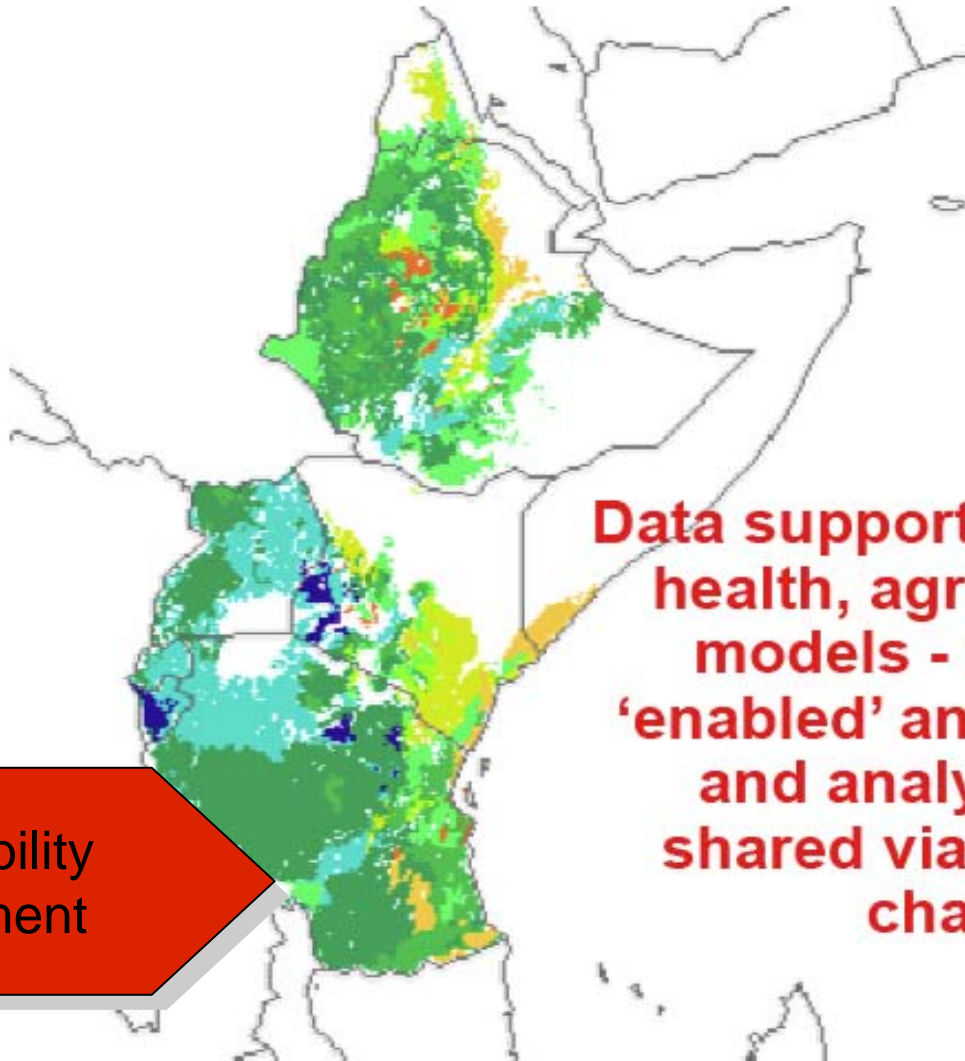 Data support
health, agr
models -
‘enabled’ an
and analy
shared via
cha
bility
nent